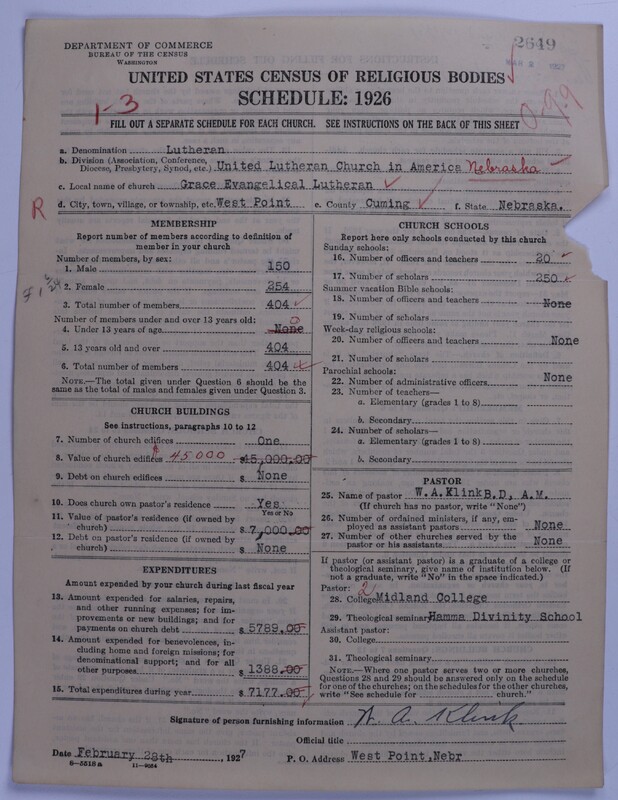 DEPARTMENT OF COMMERCE
BUREAU OF THE CENSUS
WASHINGTON
2649
MAR 2 1927
UNITED STATES CENSUS OF RELIGIOUS BODIES
SCHEDULE: 1926
1-3
099
FILL OUT A SEPARATE SCHEDULE FOR EACH CHURCH. SEE INSTRUCTIONS ON THE BACK OF THIS SHEET
a. Denomination Lutheran
b. Division (Association, Conference, Diocese, Presbytery, Synod, etc.) United Lutheran Church in America Nebraska
c. Local name of church Grace Evangelical Lutheran
R
d. City, town, village, or township, etc. West Point e. County Cuming f. State Nebraska.
MEMBERSHIP
Report number of members according to definition of
member in your church
Number of members, by sex:
1. Male 150
2. Female 254
3. Total number of members 404
Number of members under and over 13 years old:
4. Under 13 years of age None 0
5. 13 years old and over 404
6. Total number of members 404
NOTE.—The total given under Question 6 should be
same as the total of males and females given under Question 3.
CHURCH BUILDINGS
See instructions, paragraphs 10 to 12
7. Number of church edifices One
8. Value of church edifices $45000 $45,000.00
9. Debt on church edifices $ None
10. Does church own pastor's residence Yes
Yes or No
11. Value of pastor's residence (if owned by
church) $ 7,000.00
12. Debt on pastor's residence (if owned by
church) $ None
EXPENDITURES
Amount expended by your church during last fiscal year
13. Amount expended for salaries, repairs,
and other running expenses; for im-
provements or new buildings; and for
payments on church debt $ 5789.00
14. Amount expended for benevolences, in-
cluding home and foreign missions; for
denominational support; and for all
other purposes $ 1388.00
15. Total expenditures during year $ 7177.00
CHURCH SCHOOLS
Report here only schools conducted by this church
Sunday schools:
16. Number of officers and teachers 20
17. Number of scholars 250
Summer vacation Bible schools:
18. Number of officers and teachers None
19. Number of scholars
Week-day religious schools:
20. Number of officers and teachers None
21. Number of scholars
Parochial schools:
22. Number of administrative officers None
23. Number of teachers—
a. Elementary (grades 1 to 8)
b. Secondary
24. Number of scholars—
a. Elementary (grades 1 to 8)
b. Secondary
PASTOR
25. Name of pastor W.A.Klink B.D, A.M.
(If church has no pastor, write "None")
26. Number of ordained ministers, if any, em-
ployed as assistant pastors None
27. Number of other churches served by the
pastor or his assistants None
If pastor (or assistant pastor) is a graduate of a college or
theological seminary, give name of institution below. (If
not a graduate, write "No" in the space indicated.)
Pastor: 2
28. College Midland College
29. Theological seminary Hamma Divinity School
Assistant pastor:
30. College
31. Theological seminary
NOTE.—Where one pastor serves two or more churches,
Questions 28 and 29 should be answered only on the schedule
for one of the churches; on the schedules for the other churches,
write "See schedule for church."
Signature of person furnishing information W. A. Klink
Official title
Date February 28th, 1927 P. O. Address West Point,Nebr
6—5518 a 11—9084